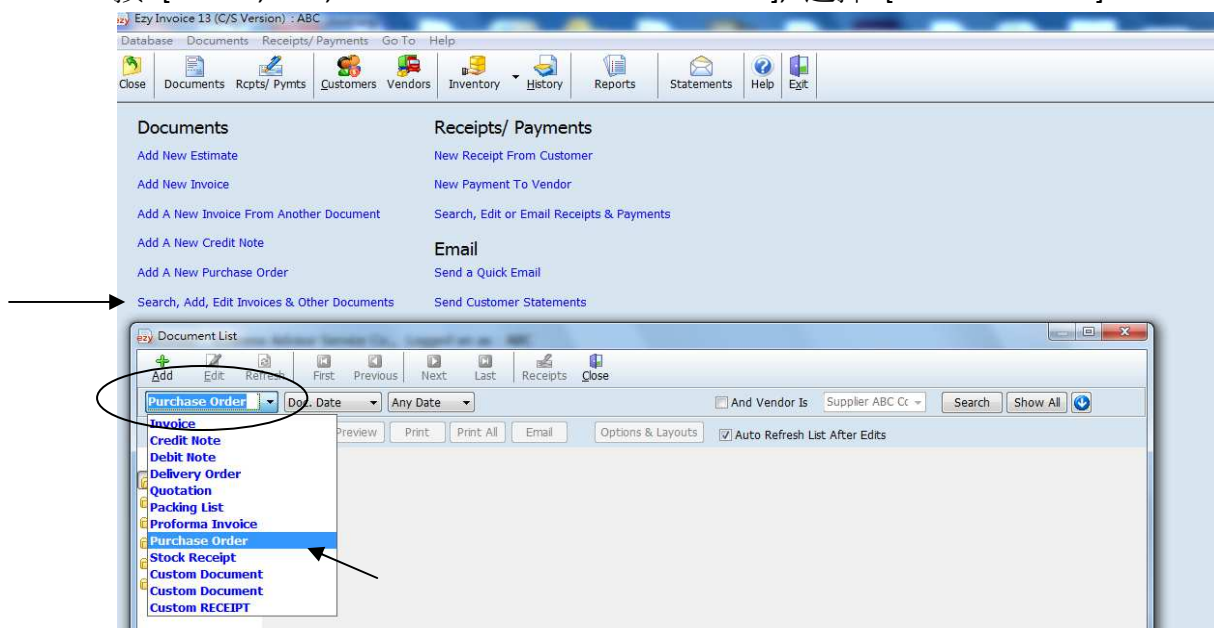 Ezy Invoice 13 (C/S Version) : ABC
Database Documents Receipts/ Payments Go To Help
Close Documents Rcpts/ Pymts Customers Vendors Inventory History Reports Statements Help Exit
Documents Receipts/ Payments
Add New Estimate New Receipt From Customer
Add New Invoice New Payment To Vendor
Add A New Invoice From Another Document Search, Edit or Email Receipts & Payments
Add A New Credit Note Email
Add A New Purchase Order Send a Quick Email
Search, Add, Edit Invoices & Other Documents Send Customer Statements
Document List
Add Edit Refresh First Previous Next Last Receipts Close
Purchase Order Doc. Date Any Date And Vendor Is Supplier ABC Cc Search Show All
Preview Print Print All Email Options & Layouts Auto Refresh List After Edits
Invoice
Credit Note
Debit Note
Delivery Order
Quotation
Packing List
Proforma Invoice
Purchase Order
Stock Receipt
Custom Document
Custom Document
Custom RECEIPT